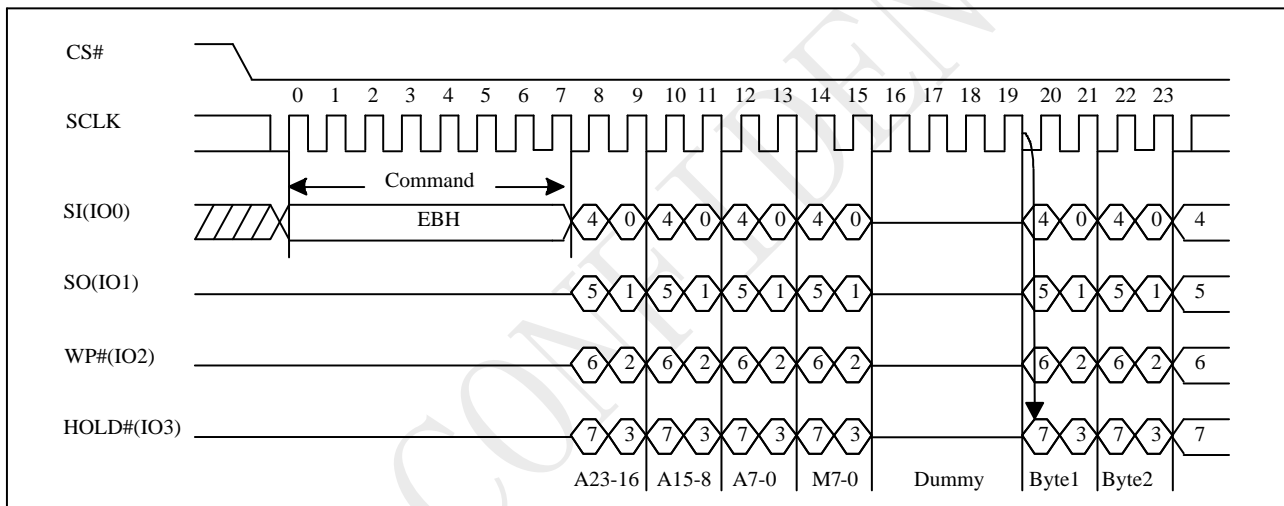 CS#
0 1 2 3 4 5 6 7 8 9 10 11 12 13 14 15 16 17 18 19 20 21 22 23
SCLK
Command
SI(IO0) EBH 4 0 4 0 4 0 4 0 4 0 4 0 4
SO(IO1) 5 1 5 1 5 1 5 1 5 1 5 1 5
WP#(IO2) 6 2 6 2 6 2 6 2 6 2 6 2 6
HOLD#(IO3) 7 3 7 3 7 3 7 3 7 3 7 3 7
A23-16 A15-8 A7-0 M7-0 Dummy Byte1 Byte2
CONFIDEN